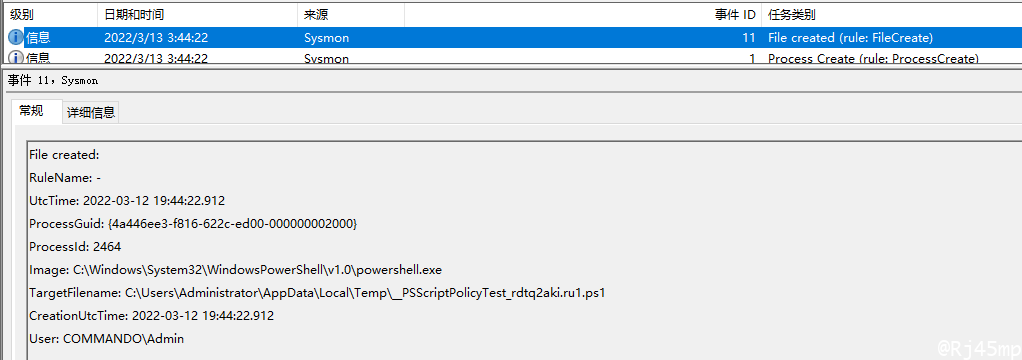 级别 日期和时间 来源 事件 ID 任务类别
信息 2022/3/13 3:44:22 Sysmon 11 File created (rule: FileCreate)
信息 2022/3/13 3:44:22 Sysmon 1 Process Create (rule: ProcessCreate)
事件 11，Sysmon
常规 详细信息
File created:
RuleName: -
UtcTime: 2022-03-12 19:44:22.912
ProcessGuid: {4a446ee3-f816-622c-ed00-000000002000}
ProcessId: 2464
Image: C:\Windows\System32\WindowsPowerShell\v1.0\powershell.exe
TargetFilename: C:\Users\Administrator\AppData\Local\Temp\__PSScriptPolicyTest_rdtq2aki.ru1.ps1
CreationUtcTime: 2022-03-12 19:44:22.912
User: COMMANDO\Admin
@Rj45mp